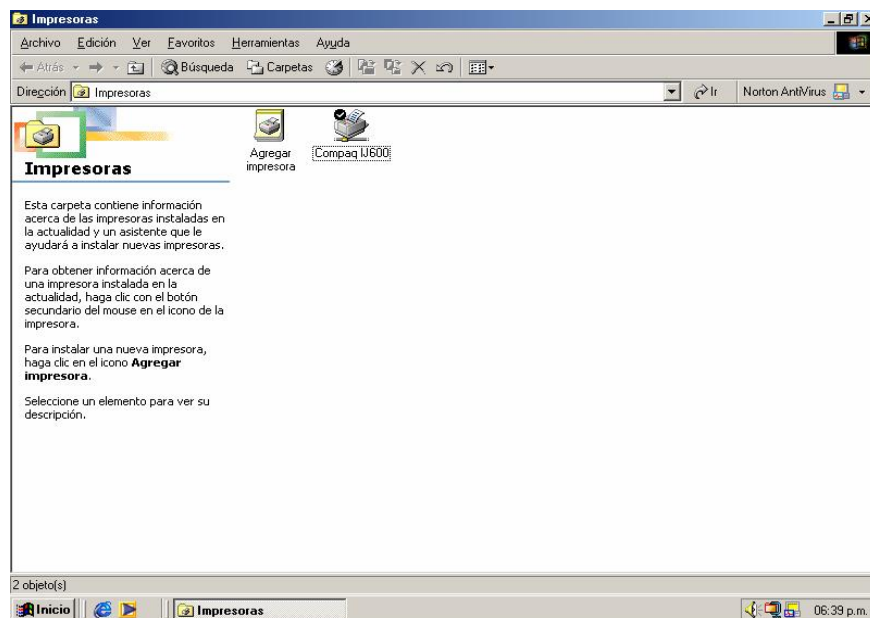 Impresoras
Archivo Edición Ver Favoritos Herramientas Ayuda
Atrás Búsqueda Carpetas
Dirección Impresoras Ir Norton AntiVirus
Impresoras
Esta carpeta contiene información
acerca de las impresoras instaladas en
la actualidad y un asistente que le
ayudará a instalar nuevas impresoras.
Para obtener información acerca de
una impresora instalada en la
actualidad, haga clic con el botón
secundario del mouse en el icono de la
impresora.
Para instalar una nueva impresora,
haga clic en el icono Agregar
impresora.
Seleccione un elemento para ver su
descripción.
Agregar
impresora
Compaq IJ600
2 objeto(s)
Inicio Impresoras 06:39 p.m.